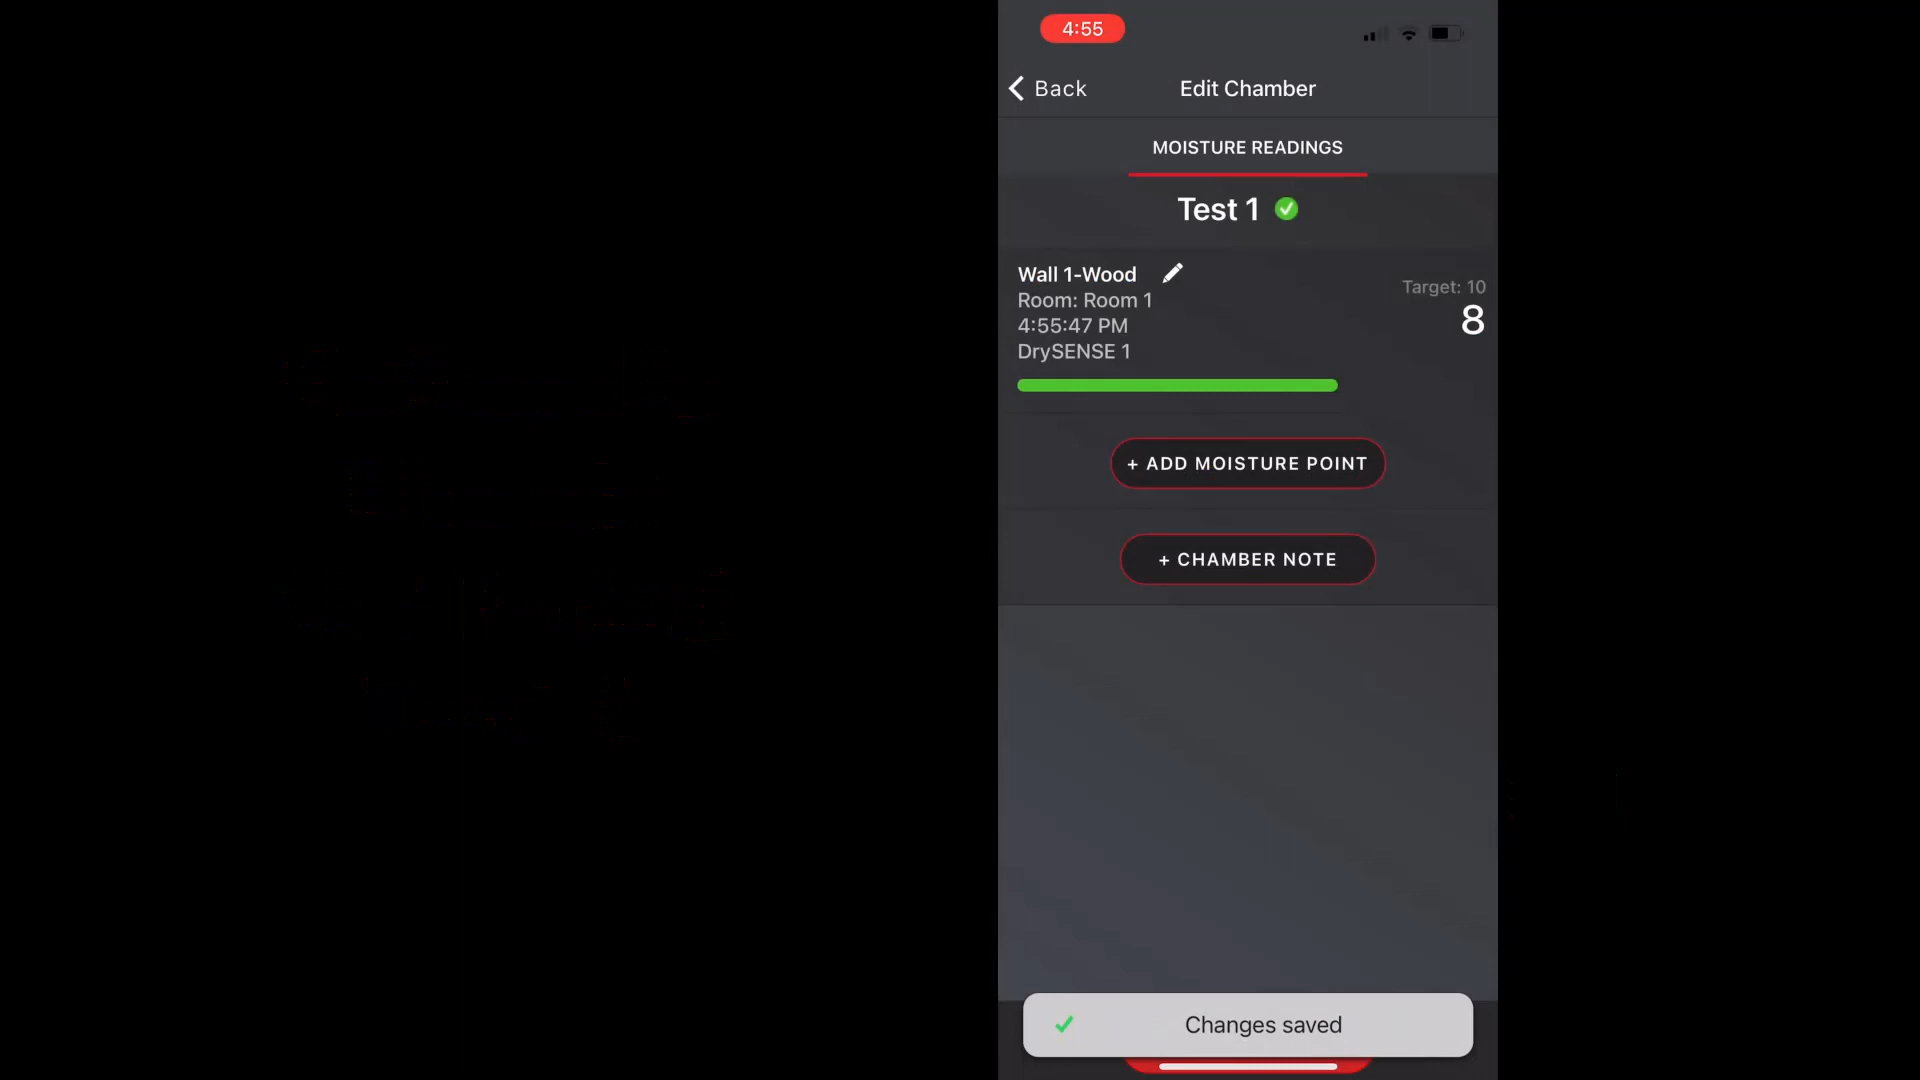 4:55
Back
Edit Chamber
MOISTURE READINGS
Test 1
Wall 1-Wood
Room: Room 1
4:55:47 PM
DrySENSE 1
Target: 10
8
+ ADD MOISTURE POINT
+ CHAMBER NOTE
Changes saved